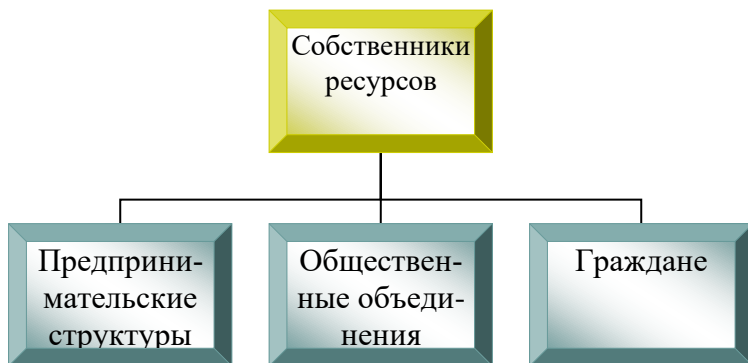 Собственники
ресурсов
Предприни-
мательские
структуры
Обществен-
ные объеди-
нения
Граждане